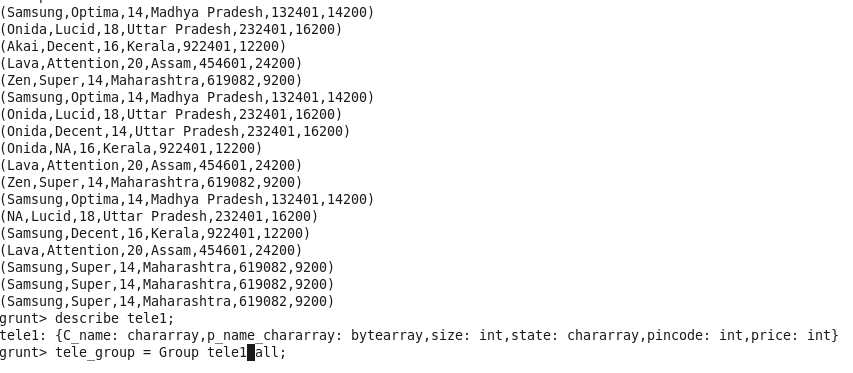 (Samsung,Optima,14,Madhya Pradesh,132401,14200)
(Onida,Lucid,18,Uttar Pradesh,232401,16200)
(Akai,Decent,16,Kerala,922401,12200)
(Lava,Attention,20,Assam,454601,24200)
(Zen,Super,14,Maharashtra,619082,9200)
(Samsung,Optima,14,Madhya Pradesh,132401,14200)
(Onida,Lucid,18,Uttar Pradesh,232401,16200)
(Onida,Decent,14,Uttar Pradesh,232401,16200)
(Onida,NA,16,Kerala,922401,12200)
(Lava,Attention,20,Assam,454601,24200)
(Zen,Super,14,Maharashtra,619082,9200)
(Samsung,Optima,14,Madhya Pradesh,132401,14200)
(NA,Lucid,18,Uttar Pradesh,232401,16200)
(Samsung,Decent,16,Kerala,922401,12200)
(Lava,Attention,20,Assam,454601,24200)
(Samsung,Super,14,Maharashtra,619082,9200)
(Samsung,Super,14,Maharashtra,619082,9200)
(Samsung,Super,14,Maharashtra,619082,9200)
grunt> describe tele1;
tele1: {C_name: chararray,p_name_chararray: bytearray,size: int,state: chararray,pincode: int,price: int}
grunt> tele_group = Group tele1 all;